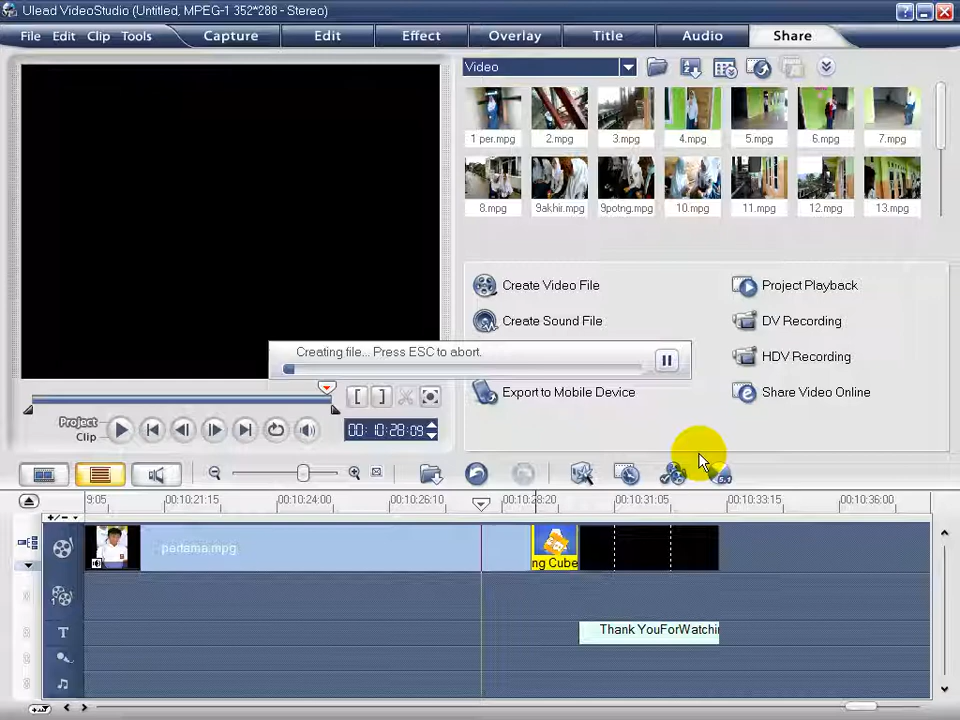 Ulead VideoStudio (Untitled, MPEG-1 352*288 - Stereo)
File Edit Clip Tools Capture Edit Effect Overlay Title Audio Share
Video
1 per.mpg 2.mpg 3.mpg 4.mpg 5.mpg 6.mpg 7.mpg
8.mpg 9akhir.mpg 9potng.mpg 10.mpg 11.mpg 12.mpg 13.mpg
Create Video File Project Playback
Create Sound File DV Recording
Creating file... Press ESC to abort. HDV Recording
Export to Mobile Device Share Video Online
Project
Clip
00:10:28:09
5.1
9:05 00:10:21:15 00:10:24:00 00:10:26:10 00:10:28:20 00:10:31:05 00:10:33:15 00:10:36:00
+/-
pertama.mpg
ng Cube
1
T Thank YouForWatchi